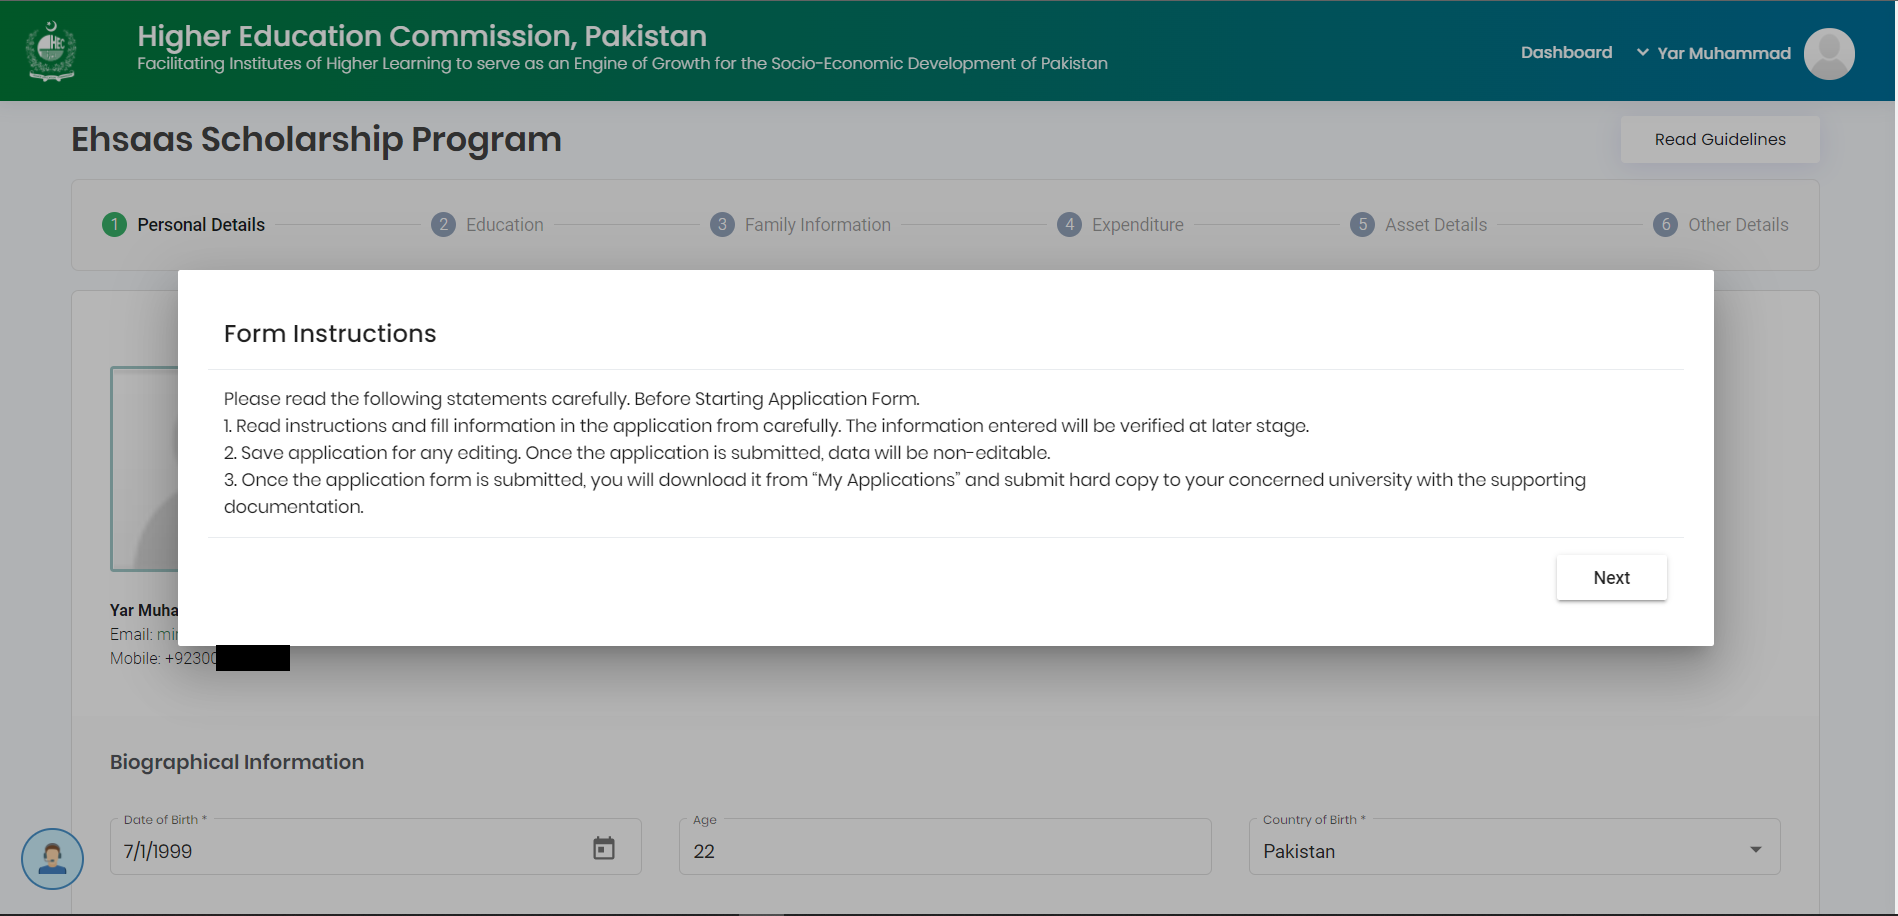 HEC
Higher Education Commission, Pakistan
Facilitating Institutes of Higher Learning to serve as an Engine of Growth for the Socio-Economic Development of Pakistan
Dashboard
Yar Muhammad
Ehsaas Scholarship Program
Read Guidelines
1 Personal Details
2 Education
3 Family Information
4 Expenditure
5 Asset Details
6 Other Details
Form Instructions
Please read the following statements carefully. Before Starting Application Form.
1. Read instructions and fill information in the application from carefully. The information entered will be verified at later stage.
2. Save application for any editing. Once the application is submitted, data will be non-editable.
3. Once the application form is submitted, you will download it from “My Applications” and submit hard copy to your concerned university with the supporting
documentation.
Next
Yar Muha
Email:
Mobile: +92300
Biographical Information
Date of Birth *
7/1/1999
Age
22
Country of Birth *
Pakistan